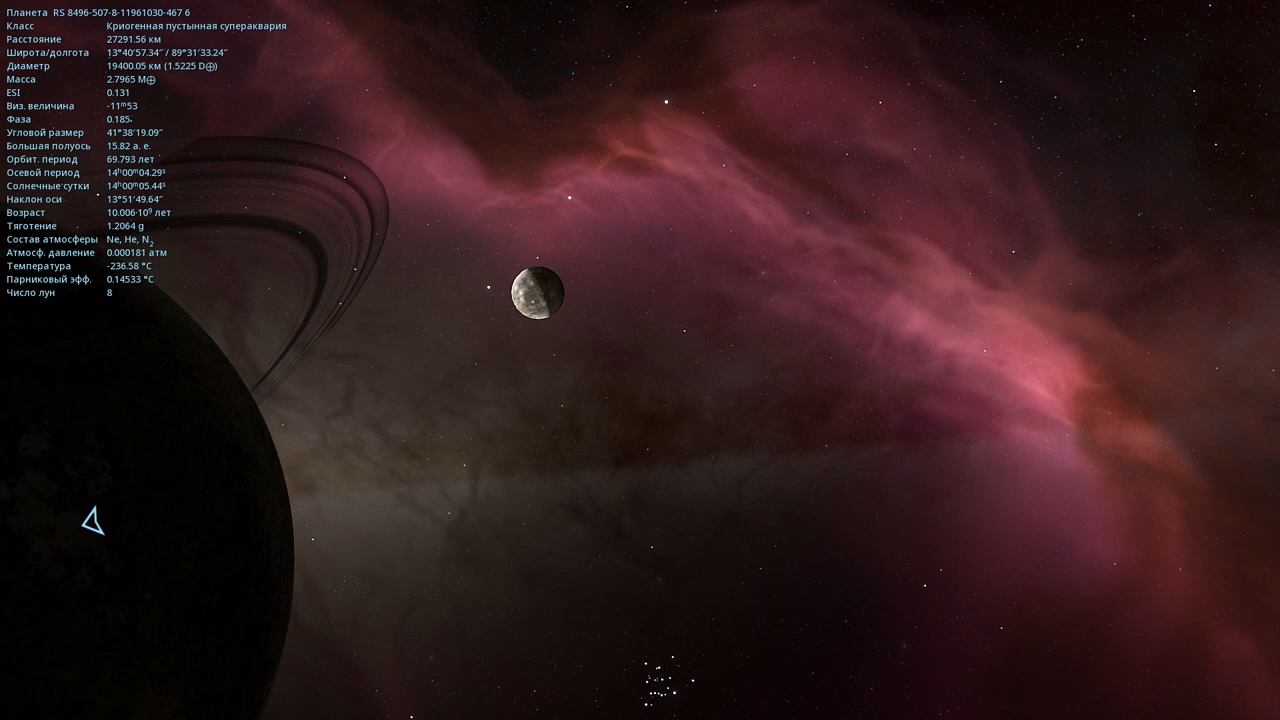 Планета RS 8496-507-8-11961030-467 6
Класс Криогенная пустынная супераквария
Расстояние 27291.56 км
Широта/долгота 13°40′57.34″ / 89°31′33.24″
Диаметр 19400.05 км (1.5225 D⊕)
Масса 2.7965 M⊕
ESI 0.131
Виз. величина -11ᵐ53
Фаза 0.185
Угловой размер 41°38′19.09″
Большая полуось 15.82 а. е.
Орбит. период 69.793 лет
Осевой период 14ʰ00ᵐ04.29ˢ
Солнечные сутки 14ʰ00ᵐ05.44ˢ
Наклон оси 13°51′49.64″
Возраст 10.006·10⁹ лет
Тяготение 1.2064 g
Состав атмосферы Ne, He, N₂
Атмосф. давление 0.000181 атм
Температура -236.58 °C
Парниковый эфф. 0.14533 °C
Число лун 8